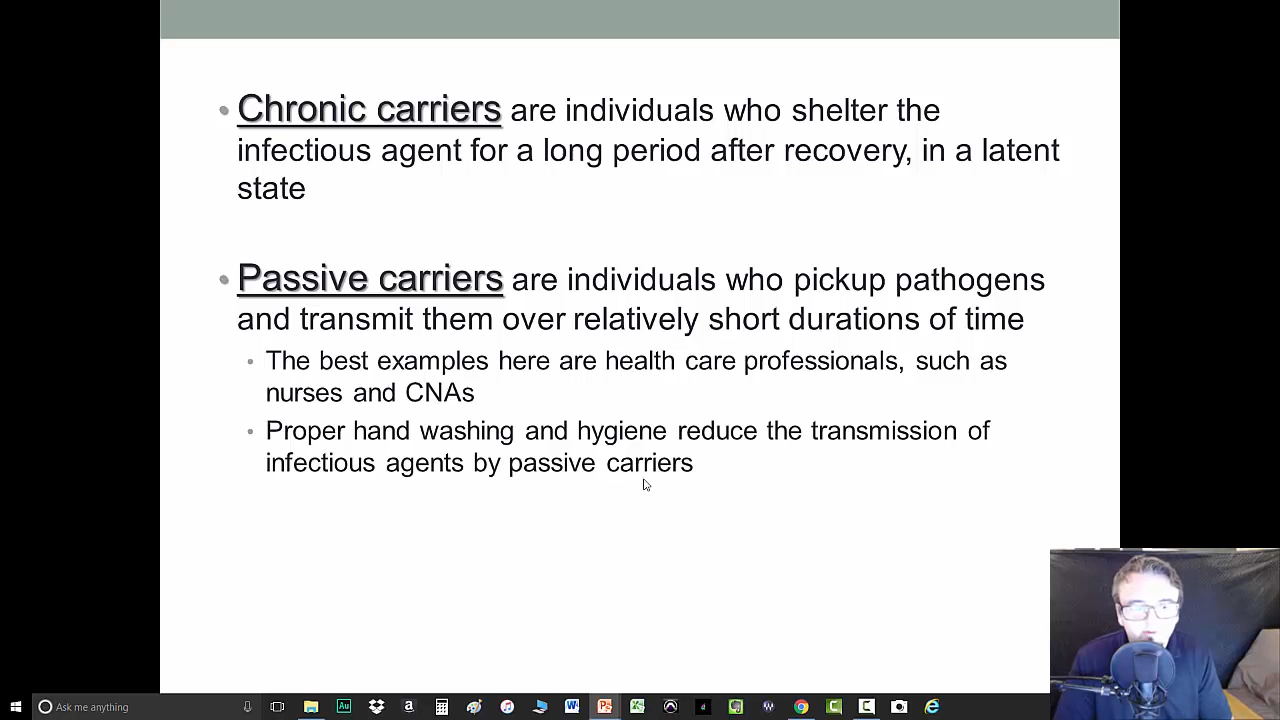 Chronic carriers are individuals who shelter the
infectious agent for a long period after recovery, in a latent
state
Passive carriers are individuals who pickup pathogens
and transmit them over relatively short durations of time
The best examples here are health care professionals, such as
nurses and CNAs
Proper hand washing and hygiene reduce the transmission of
infectious agents by passive carriers
Ask me anything